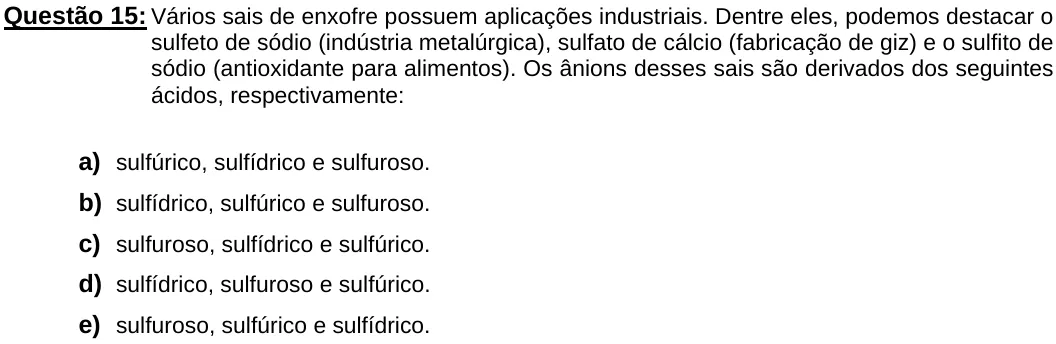 Questão 15: Vários sais de enxofre possuem aplicações industriais. Dentre eles, podemos destacar o
sulfeto de sódio (indústria metalúrgica), sulfato de cálcio (fabricação de giz) e o sulfito de
sódio (antioxidante para alimentos). Os ânions desses sais são derivados dos seguintes
ácidos, respectivamente:
a) sulfúrico, sulfídrico e sulfuroso.
b) sulfídrico, sulfúrico e sulfuroso.
c) sulfuroso, sulfídrico e sulfúrico.
d) sulfídrico, sulfuroso e sulfúrico.
e) sulfuroso, sulfúrico e sulfídrico.